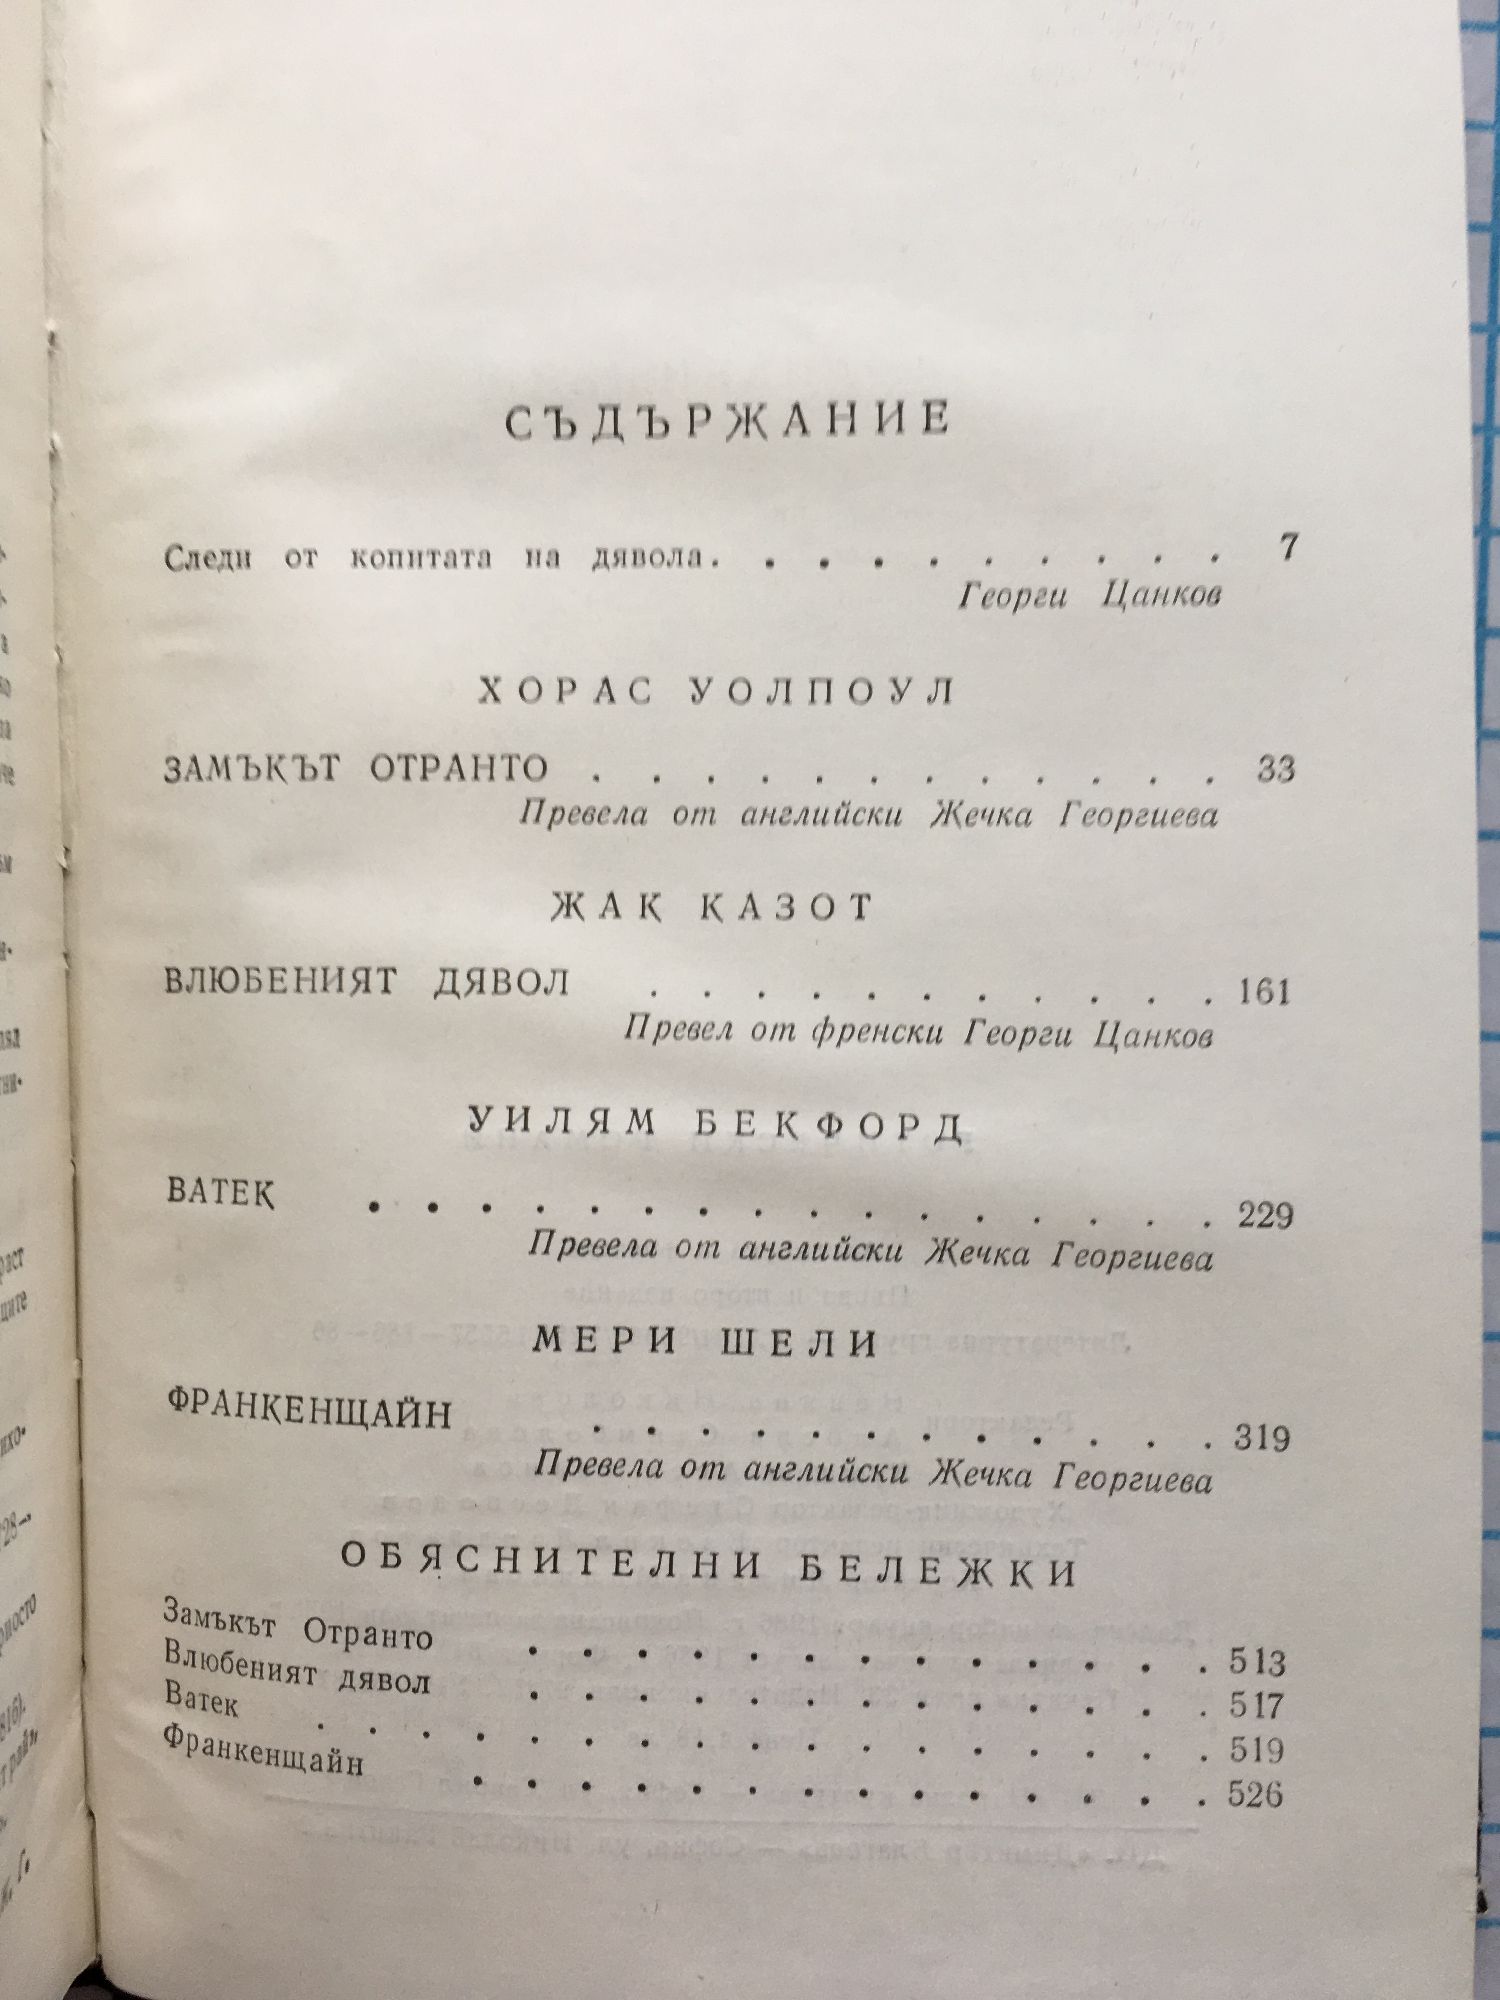 СЪДЪРЖАНИЕ
Следи от копитата на дявола. . . . . . . . . . 7
Георги Цанков
ХОРАС УОЛПОУЛ
ЗАМЪКЪТ ОТРАНТО . . . . . . . . . . . . 33
Превела от английски Жечка Георгиева
ЖАК КАЗОТ
ВЛЮБЕНИЯТ ДЯВОЛ . . . . . . . . . . . 161
Превел от френски Георги Цанков
УИЛЯМ БЕКФОРД
ВАТЕК . . . . . . . . . . . . . . . . 229
Превела от английски Жечка Георгиева
МЕРИ ШЕЛИ
ФРАНКЕНЩАЙН . . . . . . . . . . . . 319
Превела от английски Жечка Георгиева
ОБЯСНИТЕЛНИ БЕЛЕЖКИ
Замъкът Отранто . . . . . . . . . . . . . 513
Влюбеният дявол . . . . . . . . . . . . . 517
Ватек . . . . . . . . . . . . . . . . . 519
Франкенщайн . . . . . . . . . . . . . . 526